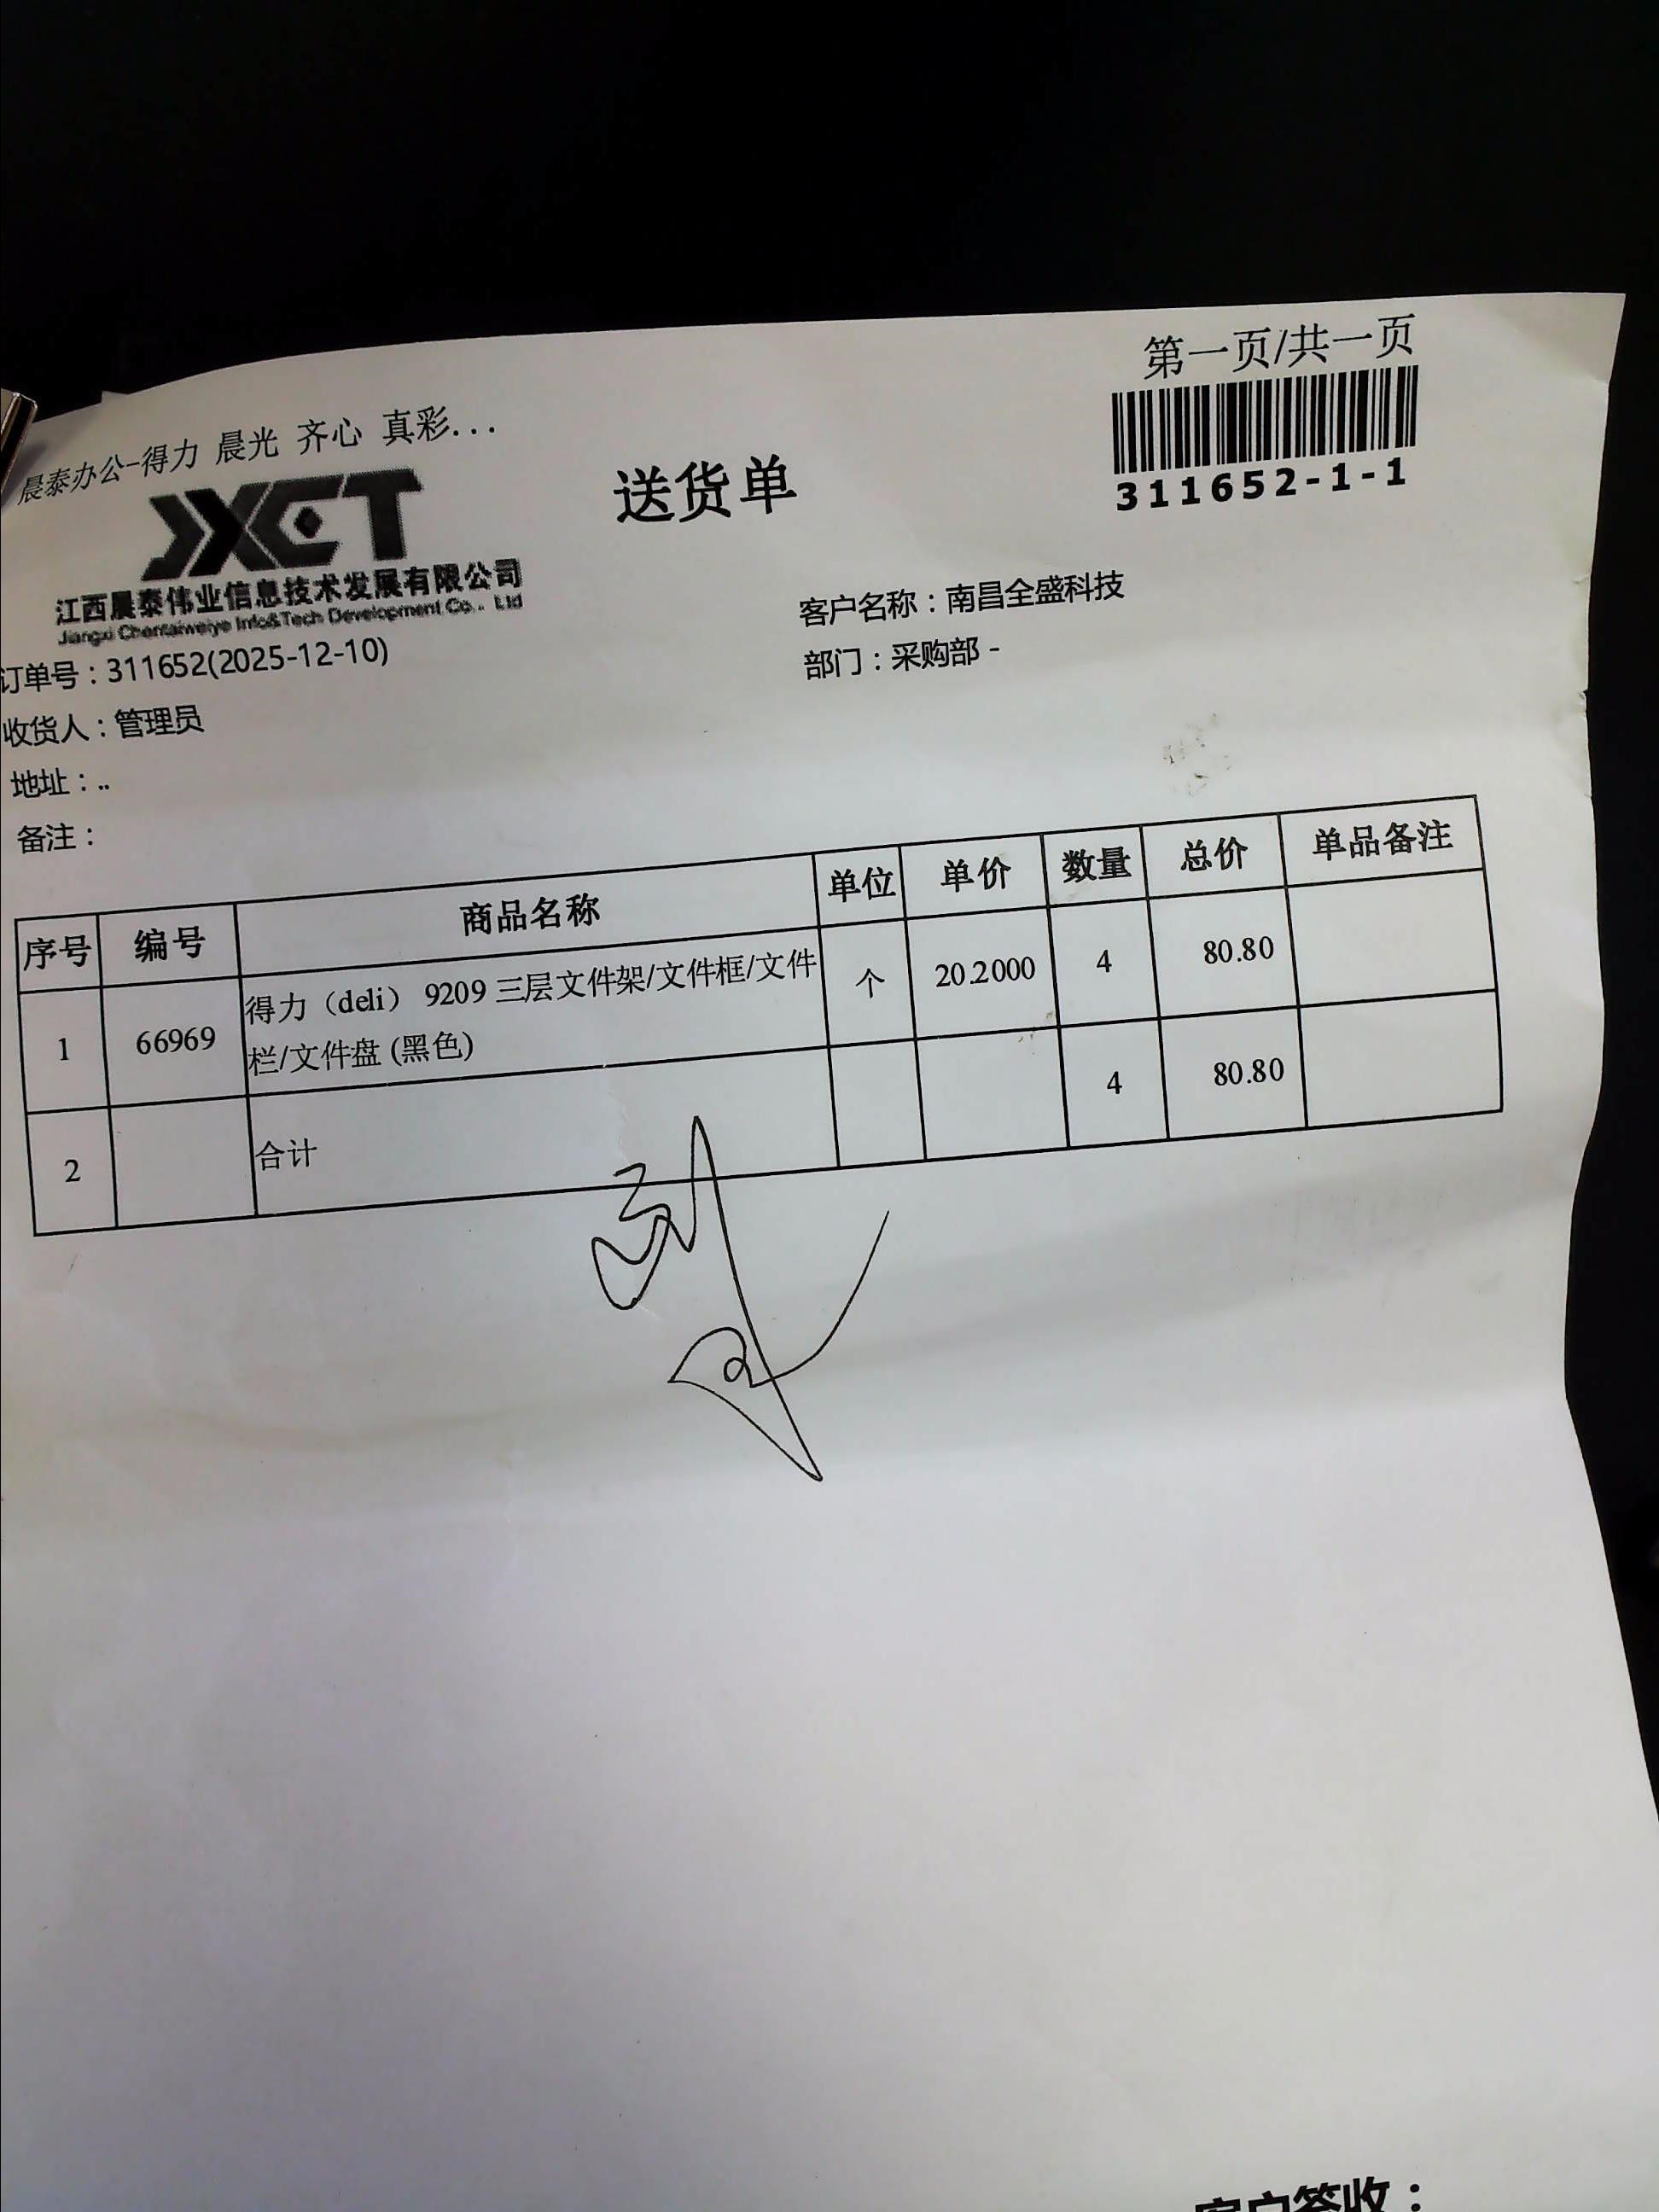 第一页/共一页
晨泰办公-得力 晨光 齐心 真彩...
JXCT
送货单
311652-1-1
江西晨泰伟业信息技术发展有限公司
Jiangxi Chentaiweiye Info&Tech Development Co.. Ltd
客户名称：南昌全盛科技
订单号：311652(2025-12-10)
部门：采购部 -
收货人：管理员
地址：..
备注：
序号 编号 商品名称 单位 单价 数量 总价 单品备注
1 66969 得力（deli） 9209 三层文件架/文件框/文件 个 20.2000 4 80.80
栏/文件盘 (黑色)
2 合计 4 80.80
客户签收：